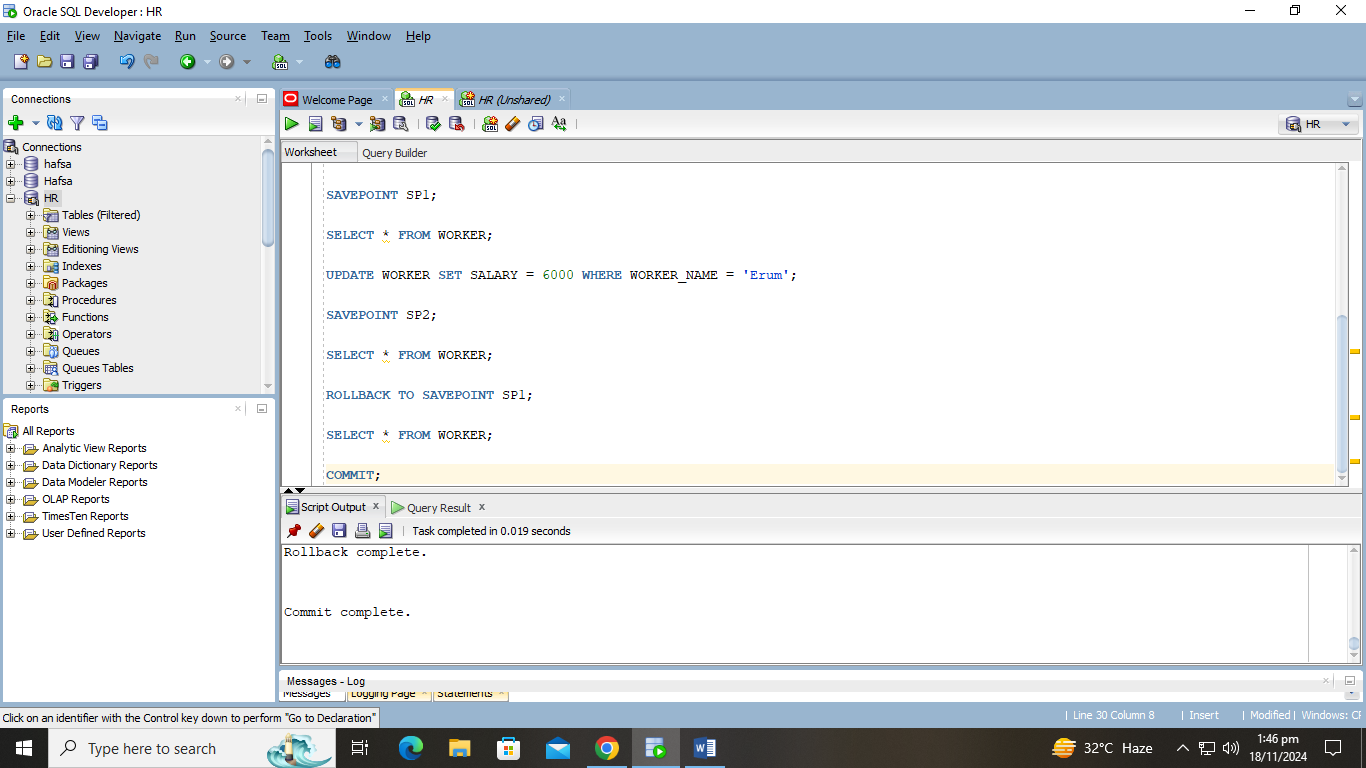 Oracle SQL Developer : HR
File Edit View Navigate Run Source Team Tools Window Help
Connections
Welcome Page
HR
HR (Unshared)
HR
Worksheet
Query Builder
Connections
hafsa
Hafsa
HR
Tables (Filtered)
Views
Editioning Views
Indexes
Packages
Procedures
Functions
Operators
Queues
Queues Tables
Triggers
SAVEPOINT SP1;
SELECT * FROM WORKER;
UPDATE WORKER SET SALARY = 6000 WHERE WORKER_NAME = 'Erum';
SAVEPOINT SP2;
SELECT * FROM WORKER;
ROLLBACK TO SAVEPOINT SP1;
SELECT * FROM WORKER;
COMMIT;
Reports
All Reports
Analytic View Reports
Data Dictionary Reports
Data Modeler Reports
OLAP Reports
TimesTen Reports
User Defined Reports
Script Output
Query Result
Task completed in 0.019 seconds
Rollback complete.
Commit complete.
Messages - Log
Messages
Logging Page
Statements
Click on an identifier with the Control key down to perform "Go to Declaration"
Line 30 Column 8
Insert
Modified
Windows: CR
Type here to search
32°C Haze
1:46 pm
18/11/2024